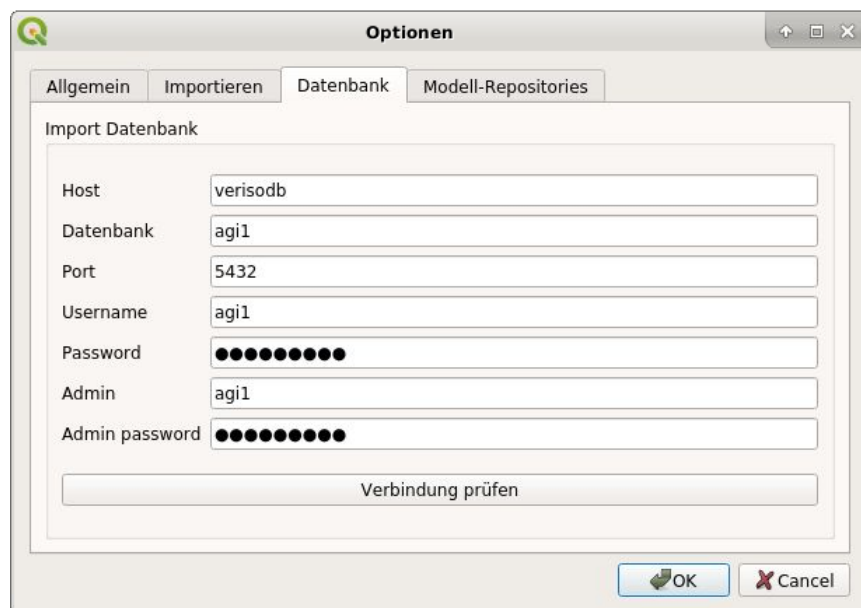 Optionen
Allgemein Importieren Datenbank Modell-Repositories
Import Datenbank
Host verisodb
Datenbank agi1
Port 5432
Username agi1
Password ●●●●●●●●●
Admin agi1
Admin password ●●●●●●●●●
Verbindung prüfen
OK Cancel